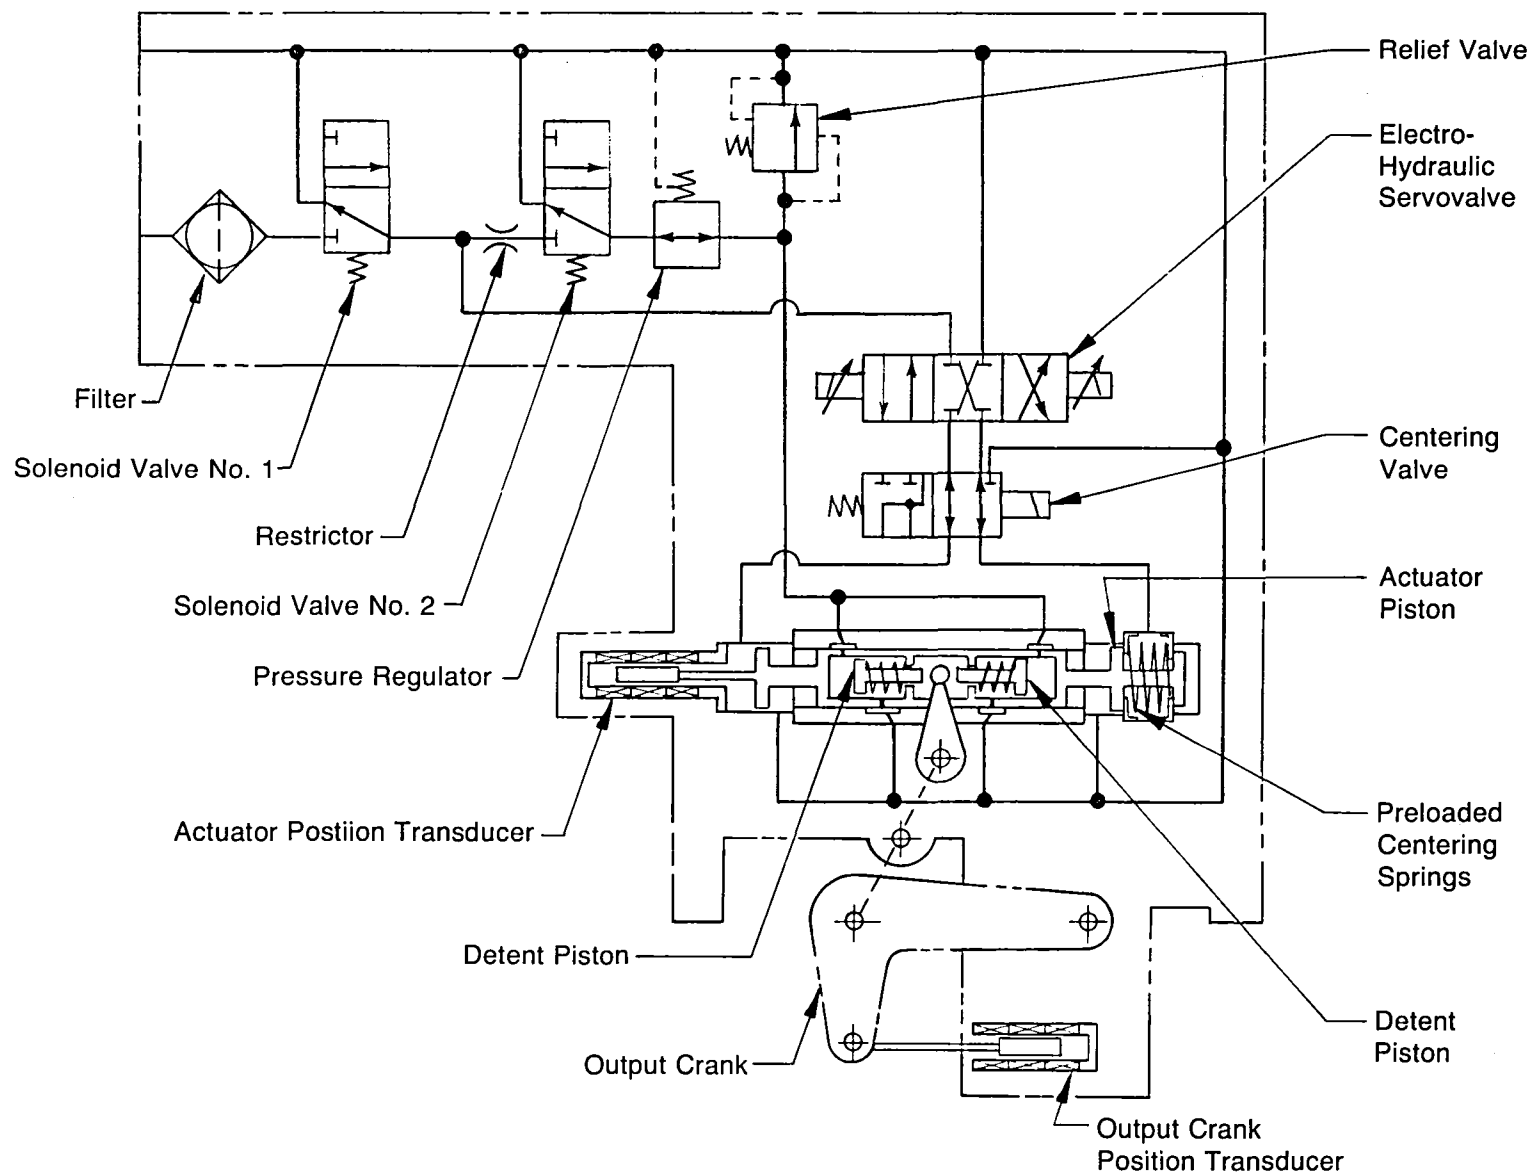 Relief Valve
Electro-
Hydraulic
Servovalve
Filter
Solenoid Valve No. 1
Centering
Valve
Restrictor
Solenoid Valve No. 2
Actuator
Piston
Pressure Regulator
Actuator Postiion Transducer
Preloaded
Centering
Springs
Detent Piston
Detent
Piston
Output Crank
Output Crank
Position Transducer